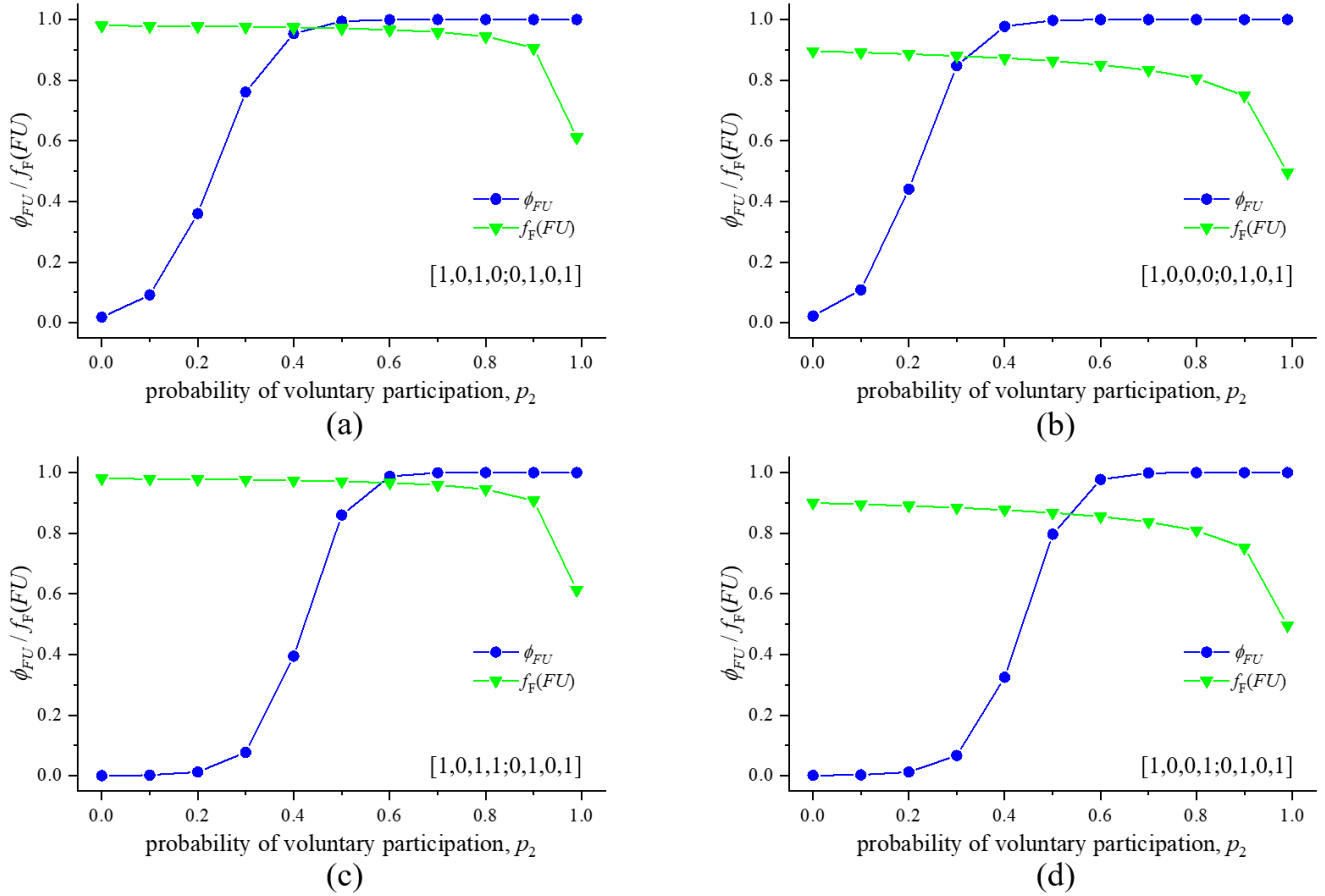 1.0
0.8
0.6
0.4
0.2
0.0
ϕFU / fF(FU)
ϕFU
fF(FU)
[1,0,1,0;0,1,0,1]
0.0 0.2 0.4 0.6 0.8 1.0
probability of voluntary participation, p2
(a)
1.0
0.8
0.6
0.4
0.2
0.0
ϕFU / fF(FU)
ϕFU
fF(FU)
[1,0,0,0;0,1,0,1]
0.0 0.2 0.4 0.6 0.8 1.0
probability of voluntary participation, p2
(b)
1.0
0.8
0.6
0.4
0.2
0.0
ϕFU / fF(FU)
ϕFU
fF(FU)
[1,0,1,1;0,1,0,1]
0.0 0.2 0.4 0.6 0.8 1.0
probability of voluntary participation, p2
(c)
1.0
0.8
0.6
0.4
0.2
0.0
ϕFU / fF(FU)
ϕFU
fF(FU)
[1,0,0,1;0,1,0,1]
0.0 0.2 0.4 0.6 0.8 1.0
probability of voluntary participation, p2
(d)